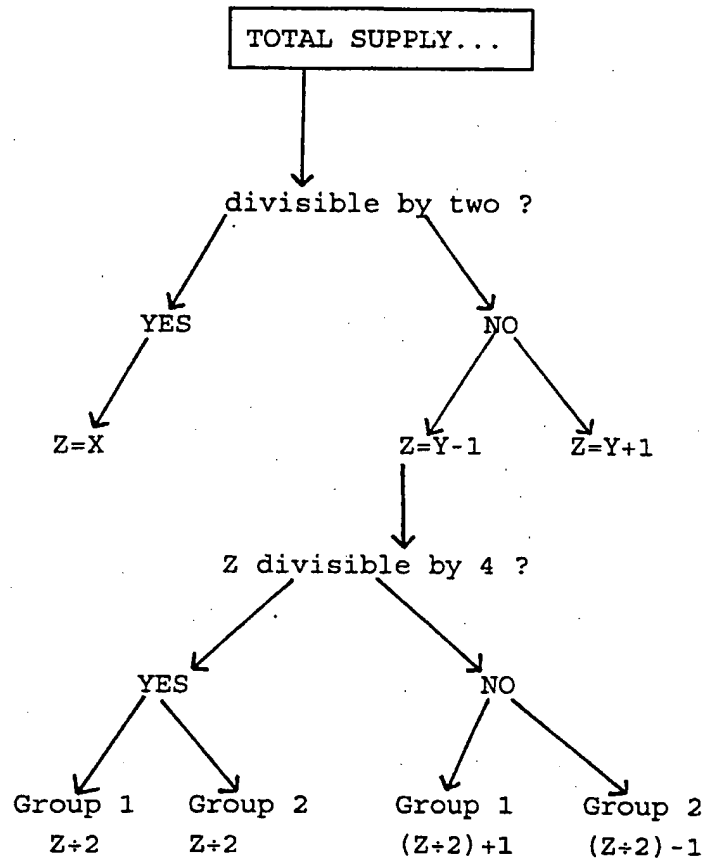 TOTAL SUPPLY...
divisible by two ?
YES NO
Z=X Z=Y-1 Z=Y+1
Z divisible by 4 ?
YES NO
Group 1 Group 2 Group 1 Group 2
Z÷2 Z÷2 (Z÷2)+1 (Z÷2)-1